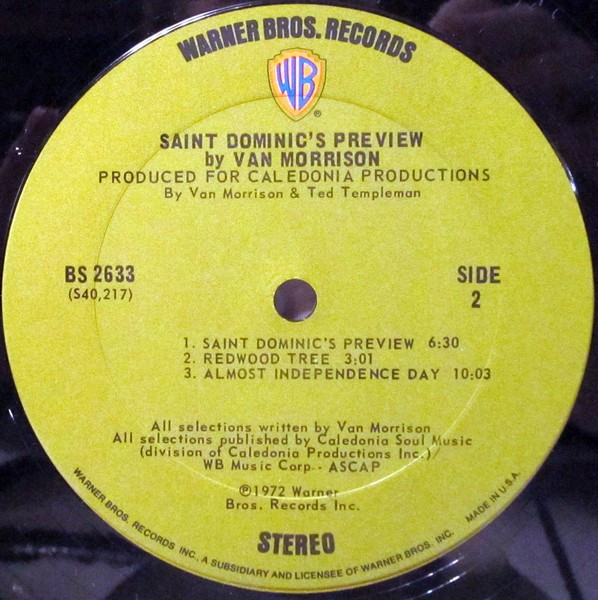 WARNER BROS. RECORDS
WB
®
SAINT DOMINIC'S PREVIEW
by VAN MORRISON
PRODUCED FOR CALEDONIA PRODUCTIONS
By Van Morrison & Ted Templeman
BS 2633
(S40,217)
SIDE
2
1. SAINT DOMINIC'S PREVIEW 6:30
2. REDWOOD TREE 3:01
3. ALMOST INDEPENDENCE DAY 10:03
All selections written by Van Morrison
All selections published by Caledonia Soul Music
(division of Caledonia Productions Inc.)/
WB Music Corp-- ASCAP
℗1972 Warner
Bros. Records Inc.
STEREO
WARNER BROS. RECORDS INC., A SUBSIDIARY AND LICENSEE OF WARNER BROS. INC. MADE IN U.S.A.